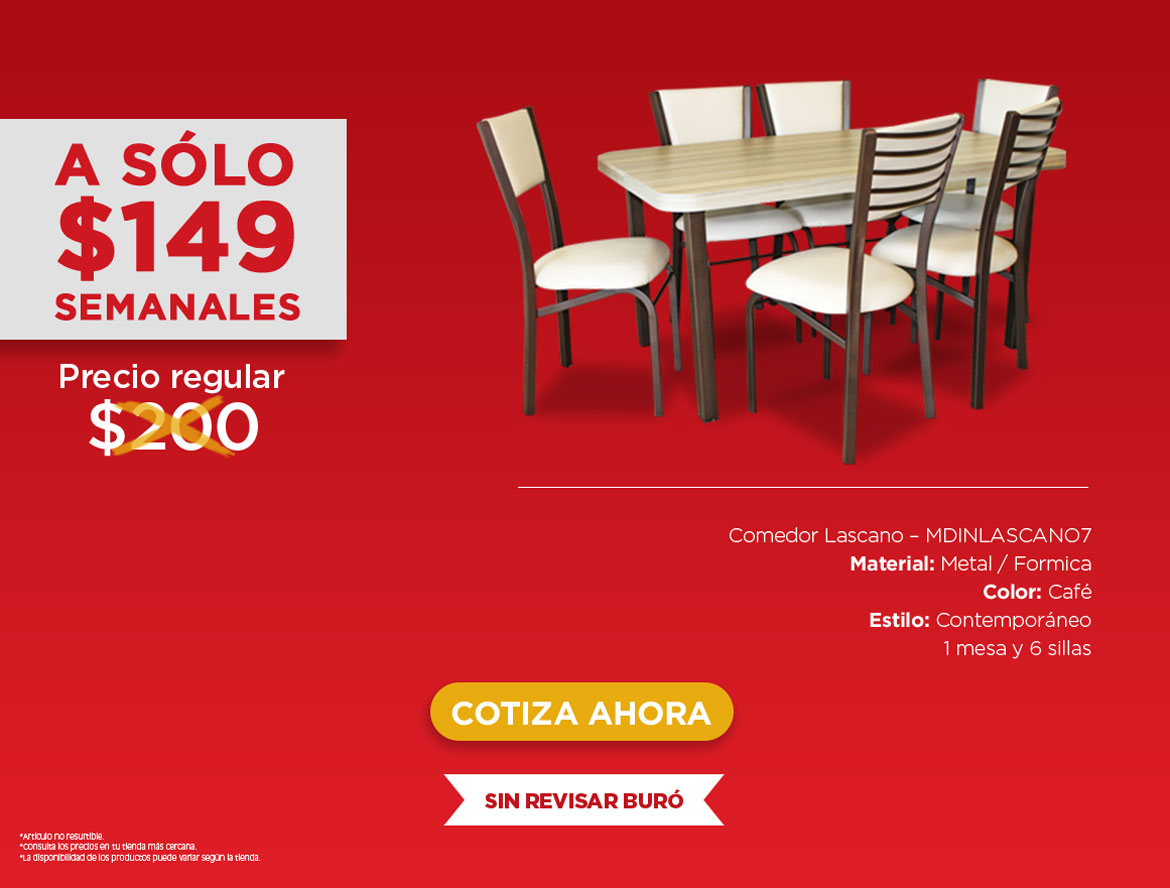 A SÓLO
$149
SEMANALES
Precio regular
$200
Comedor Lascano – MDINLASCANO7
Material: Metal / Formica
Color: Café
Estilo: Contemporáneo
1 mesa y 6 sillas
COTIZA AHORA
SIN REVISAR BURÓ
*Artículo no resurtible.
*Consulta los precios en tu tienda más cercana.
*La disponibilidad de los productos puede variar según la tienda.